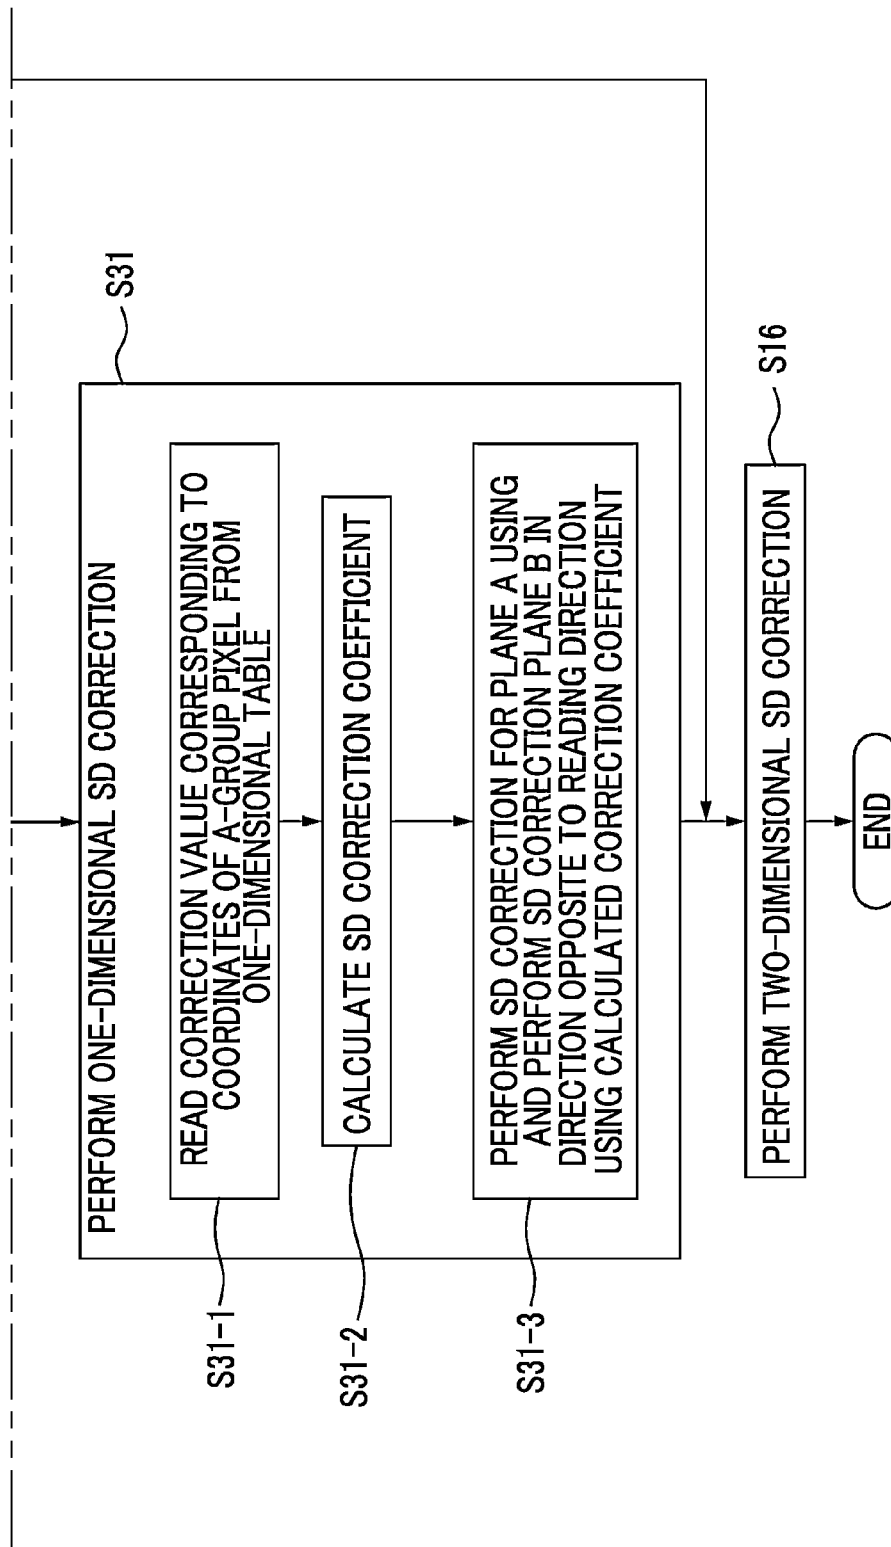 S31
PERFORM ONE-DIMENSIONAL SD CORRECTION
S31-1
READ CORRECTION VALUE CORRESPONDING TO
COORDINATES OF A-GROUP PIXEL FROM
ONE-DIMENSIONAL TABLE
S31-2
CALCULATE SD CORRECTION COEFFICIENT
S31-3
PERFORM SD CORRECTION FOR PLANE A USING
AND PERFORM SD CORRECTION PLANE B IN
DIRECTION OPPOSITE TO READING DIRECTION
USING CALCULATED CORRECTION COEFFICIENT
S16
PERFORM TWO-DIMENSIONAL SD CORRECTION
END